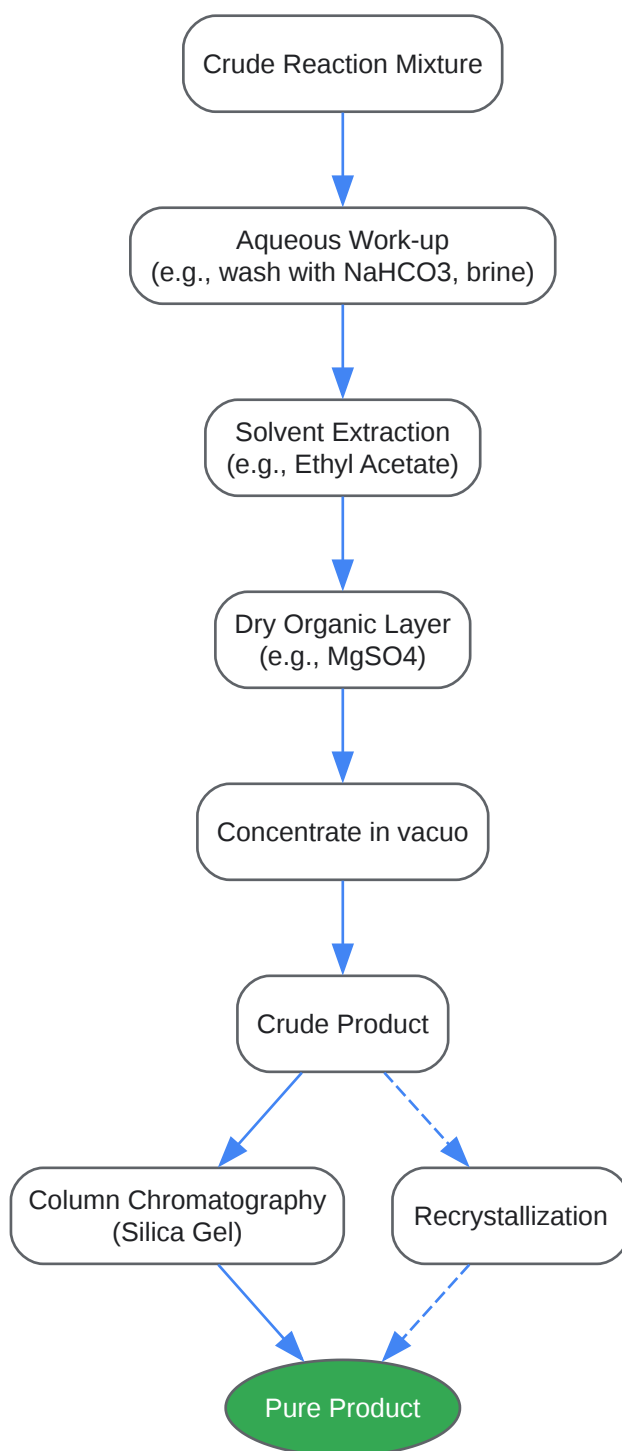 Crude Reaction Mixture
Aqueous Work-up
(e.g., wash with NaHCO3, brine)
Solvent Extraction
(e.g., Ethyl Acetate)
Dry Organic Layer
(e.g., MgSO4)
Concentrate in vacuo
Crude Product
Column Chromatography
(Silica Gel)
Recrystallization
Pure Product